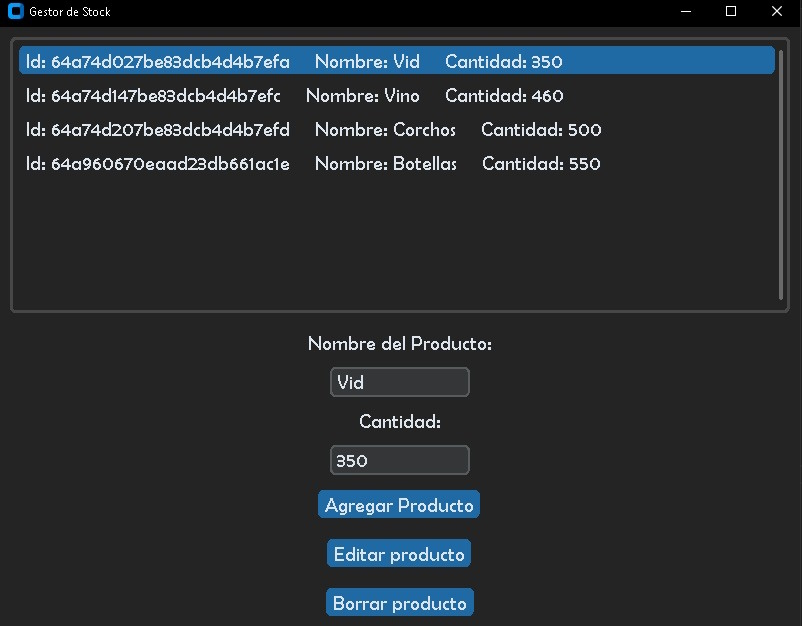 Gestor de Stock
Id: 64a74d027be83dcb4d4b7efa Nombre: Vid Cantidad: 350
Id: 64a74d147be83dcb4d4b7efc Nombre: Vino Cantidad: 460
Id: 64a74d207be83dcb4d4b7efd Nombre: Corchos Cantidad: 500
Id: 64a960670eaad23db661ac1e Nombre: Botellas Cantidad: 550
Nombre del Producto:
Vid
Cantidad:
350
Agregar Producto
Editar producto
Borrar producto